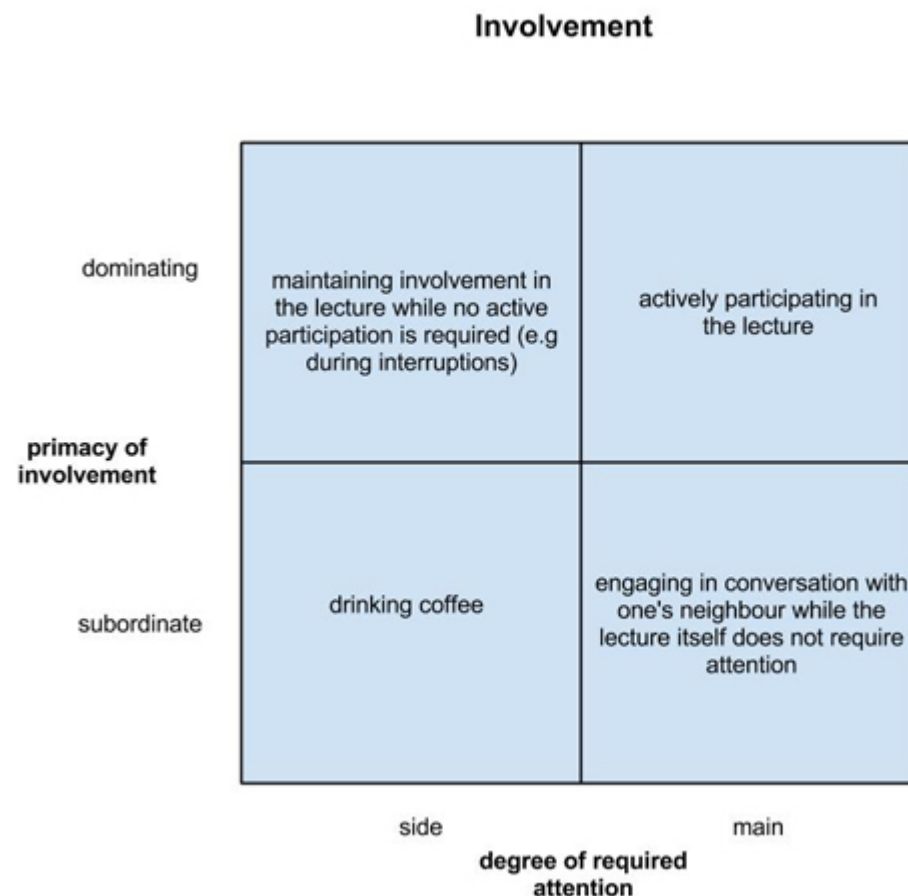 Involvement
dominating
maintaining involvement in
the lecture while no active
participation is required (e.g
during interruptions)
actively participating in
the lecture
primacy of
involvement
subordinate
drinking coffee
engaging in conversation with
one's neighbour while the
lecture itself does not require
attention
side
main
degree of required
attention